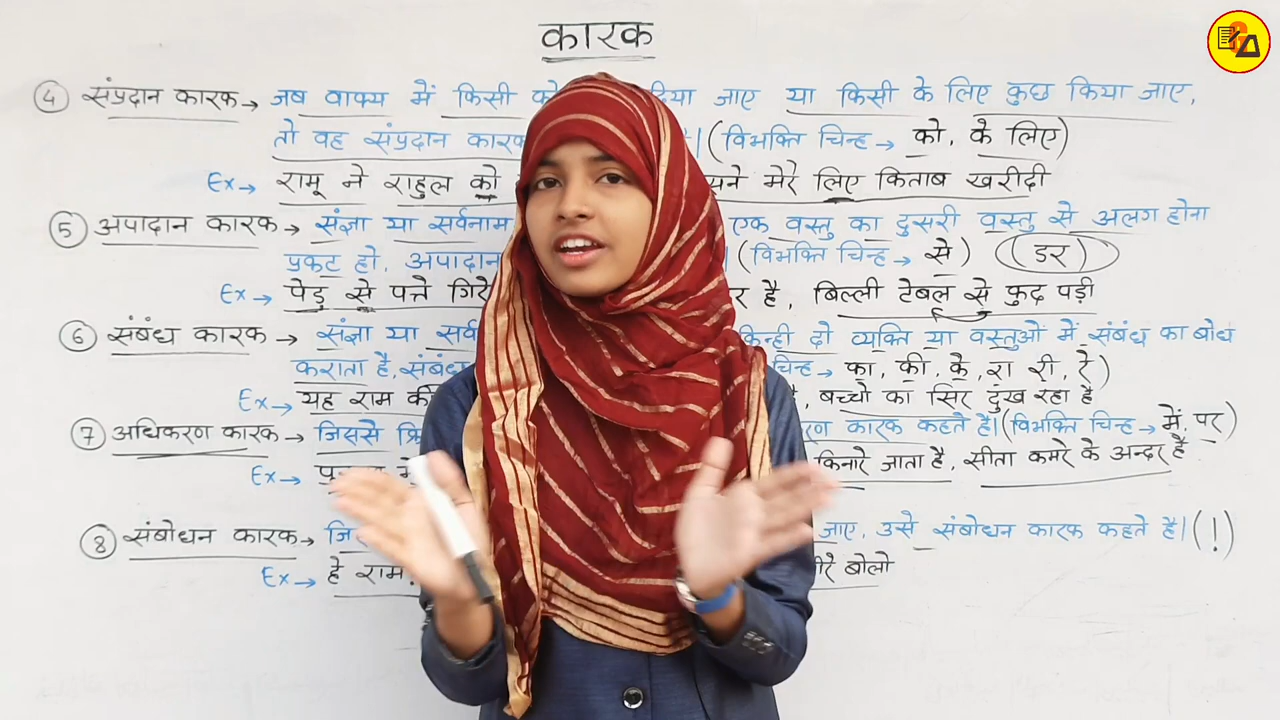 कारक
④ संप्रदान कारक → जब वाक्य में किसी को दिया जाए या किसी के लिए कुछ किया जाए,
तो वह संप्रदान कारक है। (विभक्ति चिन्ह → को, के लिए)
Ex → रामू ने राहुल को मेरे लिए किताब खरीदी
⑤ अपादान कारक → संज्ञा या सर्वनाम एक वस्तु का दुसरी वस्तु से अलग होना
प्रकट हो, अपादान (विभक्ति चिन्ह → से) (डर)
Ex → पेड़ से पत्ते गिरे है, बिल्ली टेबल से कुद पड़ी
⑥ संबंध कारक → संज्ञा या किन्ही दो व्यक्ति या वस्तुओं में संबंध का बोध
कराता है, संबंध चिन्ह → का, की, के, रा री, रे)
Ex → यह राम की है, बच्चो का सिर दुंख रहा है
⑦ अधिकरण कारक → जिससे कारक कहते है। (विभक्ति चिन्ह → में, पर)
Ex → किनारे जाता है, सीता कमरे के अन्दर है
⑧ संबोधन कारक → जाए, उसे संबोधन कारक कहते है। (!)
Ex → हे राम बोलो